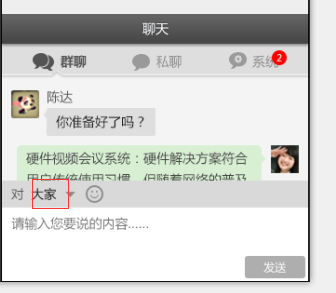 聊天
群聊 私聊 系统 2
陈达
你准备好了吗？
硬件视频会议系统：硬件解决方案符合
用户传统使用习惯，但随着网络的普及
对 大家
请输入您要说的内容......
发送